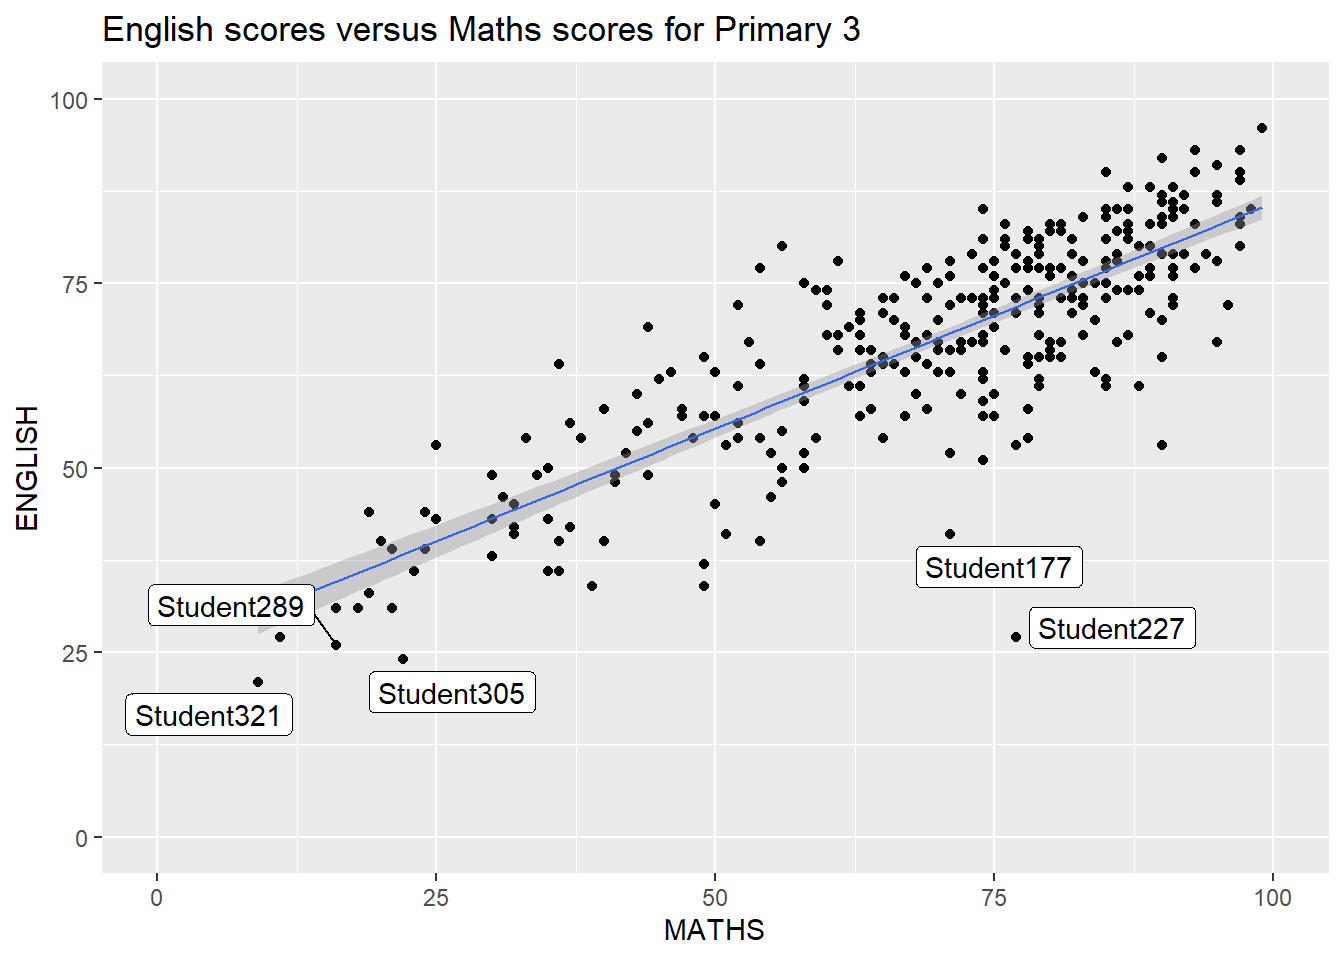 English scores versus Maths scores for Primary 3
100
75
50
25
0
ENGLISH
Student177
Student289
Student227
Student305
Student321
0 25 50 75 100
MATHS